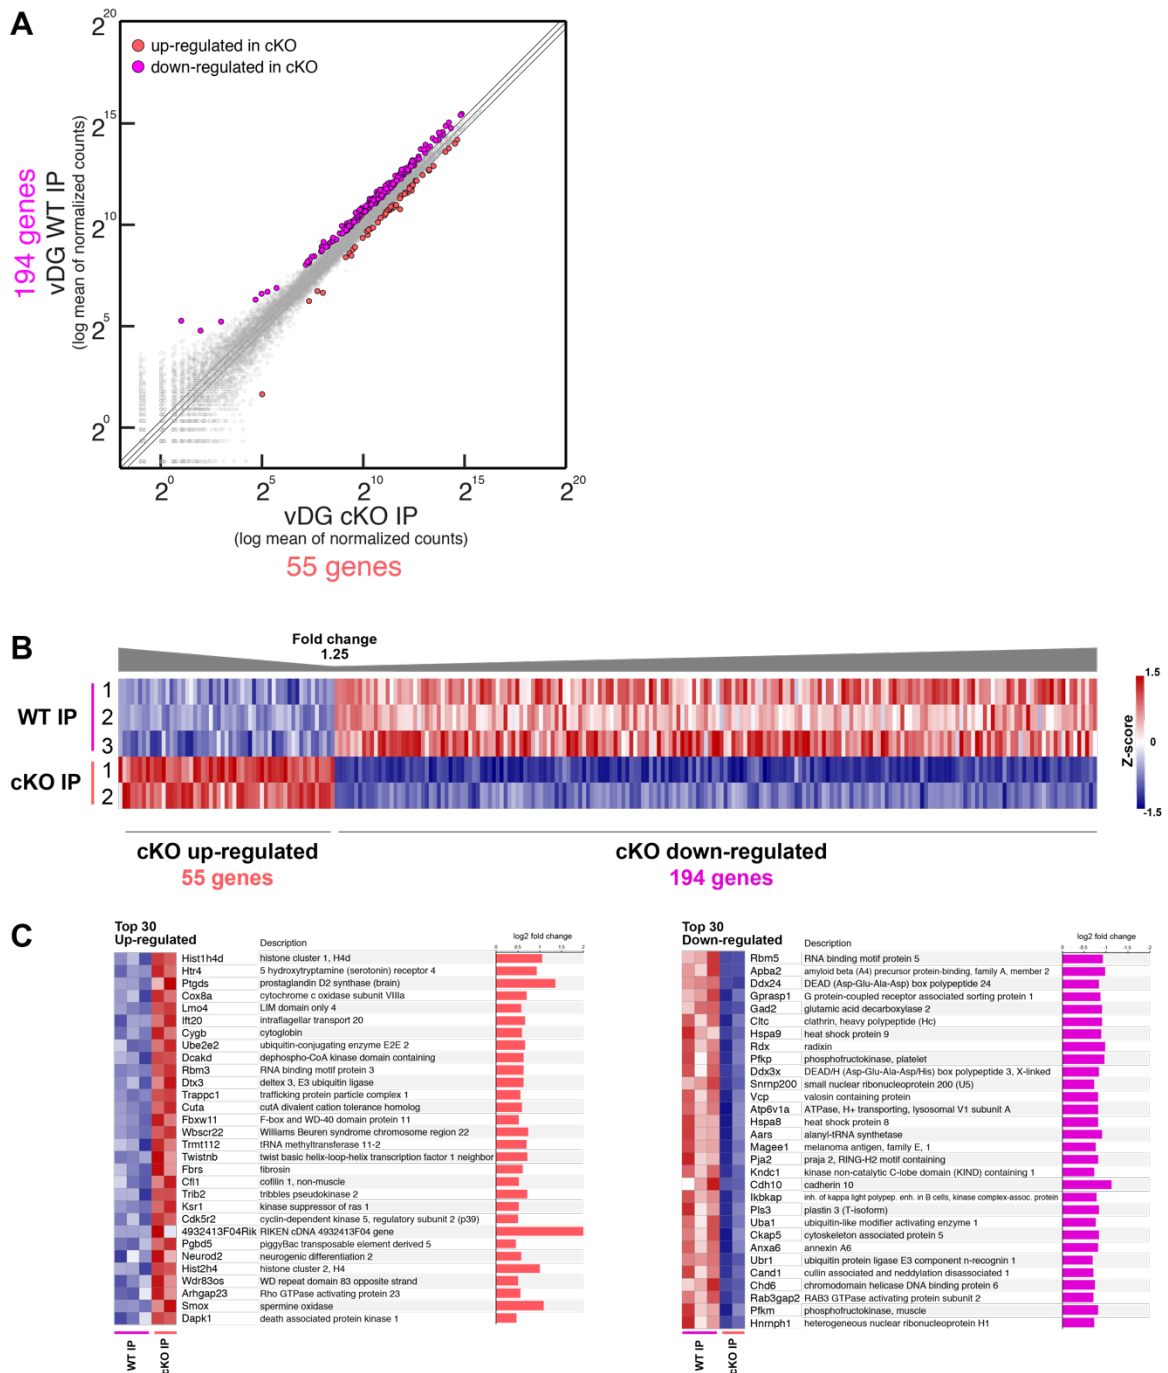 A
2^20
up-regulated in cKO
down-regulated in cKO
2^15
2^10
2^5
2^0
194 genes
vDG WT IP
(log mean of normalized counts)
2^0 2^5 2^10 2^15 2^20
vDG cKO IP
(log mean of normalized counts)
55 genes
B
Fold change
1.25
WT IP
1
2
3
cKO IP
1
2
1.5
0
-1.5
Z-score
cKO up-regulated
55 genes
cKO down-regulated
194 genes
C
Top 30
Up-regulated
Description
log2 fold change
0 0.5 1 1.5 2
Hist1h4d histone cluster 1, H4d
Htr4 5 hydroxytryptamine (serotonin) receptor 4
Ptgds prostaglandin D2 synthase (brain)
Cox8a cytochrome c oxidase subunit VIIIa
Lmo4 LIM domain only 4
Ift20 intraflagellar transport 20
Cygb cytoglobin
Ube2e2 ubiquitin-conjugating enzyme E2E 2
Dcakd dephospho-CoA kinase domain containing
Rbm3 RNA binding motif protein 3
Dtx3 deltex 3, E3 ubiquitin ligase
Trappc1 trafficking protein particle complex 1
Cuta cutA divalent cation tolerance homolog
Fbxw11 F-box and WD-40 domain protein 11
Wbscr22 Williams Beuren syndrome chromosome region 22
Trmt112 tRNA methyltransferase 11-2
Twistnb twist basic helix-loop-helix transcription factor 1 neighbor
Fbrs fibrosin
Cfl1 cofilin 1, non-muscle
Trib2 tribbles pseudokinase 2
Ksr1 kinase suppressor of ras 1
Cdk5r2 cyclin-dependent kinase 5, regulatory subunit 2 (p39)
4932413F04Rik RIKEN cDNA 4932413F04 gene
Pgbd5 piggyBac transposable element derived 5
Neurod2 neurogenic differentiation 2
Hist2h4 histone cluster 2, H4
Wdr83os WD repeat domain 83 opposite strand
Arhgap23 Rho GTPase activating protein 23
Smox spermine oxidase
Dapk1 death associated protein kinase 1
WT IP
cKO IP
Top 30
Down-regulated
Description
log2 fold change
0 -0.5 -1 -1.5 -2
Rbm5 RNA binding motif protein 5
Apba2 amyloid beta (A4) precursor protein-binding, family A, member 2
Ddx24 DEAD (Asp-Glu-Ala-Asp) box polypeptide 24
Gprasp1 G protein-coupled receptor associated sorting protein 1
Gad2 glutamic acid decarboxylase 2
Cltc clathrin, heavy polypeptide (Hc)
Hspa9 heat shock protein 9
Rdx radixin
Pfkp phosphofructokinase, platelet
Ddx3x DEAD/H (Asp-Glu-Ala-Asp/His) box polypeptide 3, X-linked
Snrnp200 small nuclear ribonucleoprotein 200 (U5)
Vcp valosin containing protein
Atp6v1a ATPase, H+ transporting, lysosomal V1 subunit A
Hspa8 heat shock protein 8
Aars alanyl-tRNA synthetase
Magee1 melanoma antigen, family E, 1
Pja2 praja 2, RING-H2 motif containing
Kndc1 kinase non-catalytic C-lobe domain (KIND) containing 1
Cdh10 cadherin 10
Ikbkap inh. of kappa light polypep. enh. in B cells, kinase complex-assoc. protein
Pls3 plastin 3 (T-isoform)
Uba1 ubiquitin-like modifier activating enzyme 1
Ckap5 cytoskeleton associated protein 5
Anxa6 annexin A6
Ubr1 ubiquitin protein ligase E3 component n-recognin 1
Cand1 cullin associated and neddylation disassociated 1
Chd6 chromodomain helicase DNA binding protein 6
Rab3gap2 RAB3 GTPase activating protein subunit 2
Pfkm phosphofructokinase, muscle
Hnrnph1 heterogeneous nuclear ribonucleoprotein H1
WT IP
cKO IP